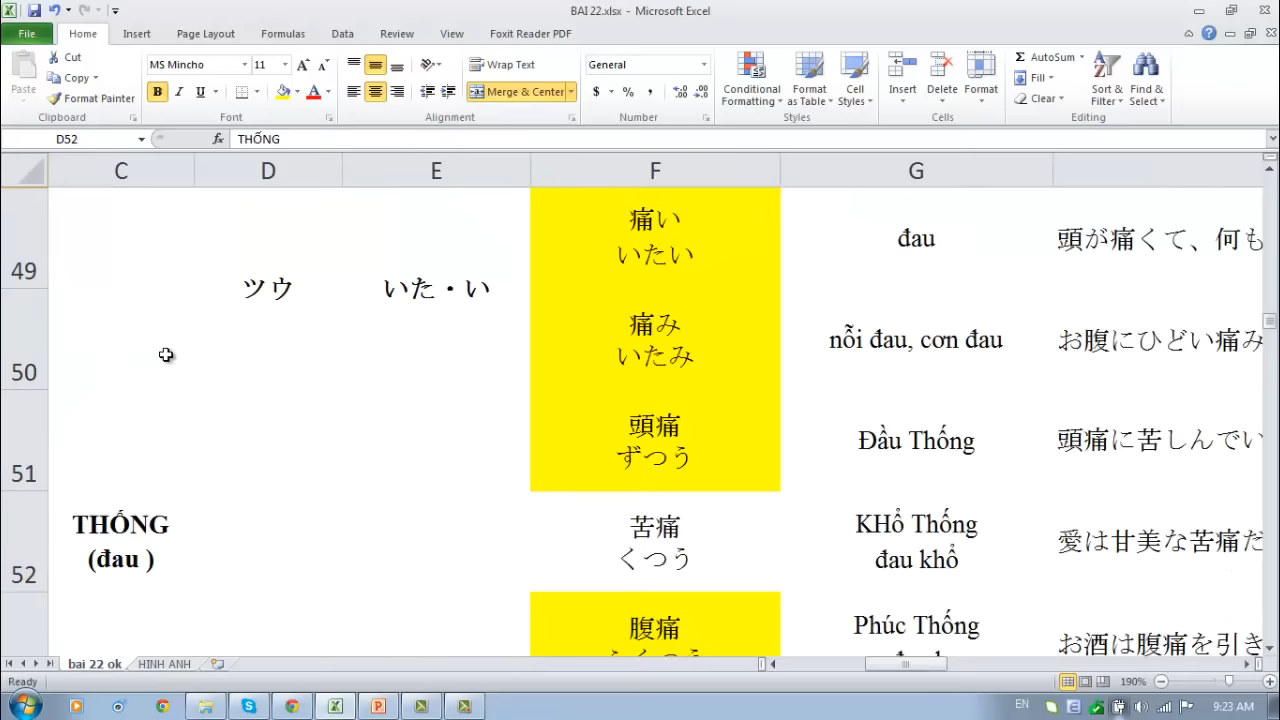 BAI 22.xlsx - Microsoft Excel
File Home Insert Page Layout Formulas Data Review View Foxit Reader PDF
Cut
Copy
Format Painter
Paste
Clipboard
MS Mincho 11
B I U
Font
Wrap Text
Merge & Center
Alignment
General
$ % ,
Number
Conditional Formatting
Format as Table
Cell Styles
Styles
Insert Delete Format
Cells
AutoSum
Fill
Clear
Sort & Filter
Find & Select
Editing
D52 fx THỐNG
C D E F G
49
痛い
いたい
đau
頭が痛くて、何も
ツウ いた・い
50
痛み
いたみ
nỗi đau, cơn đau
お腹にひどい痛み
51
頭痛
ずつう
Đầu Thống
頭痛に苦しんでい
52
THỐNG
(đau )
苦痛
くつう
KHổ Thống
đau khổ
愛は甘美な苦痛だ
腹痛
Phúc Thống
お酒は腹痛を引き
bai 22 ok HINH ANH
Ready 190%
EN 9:23 AM